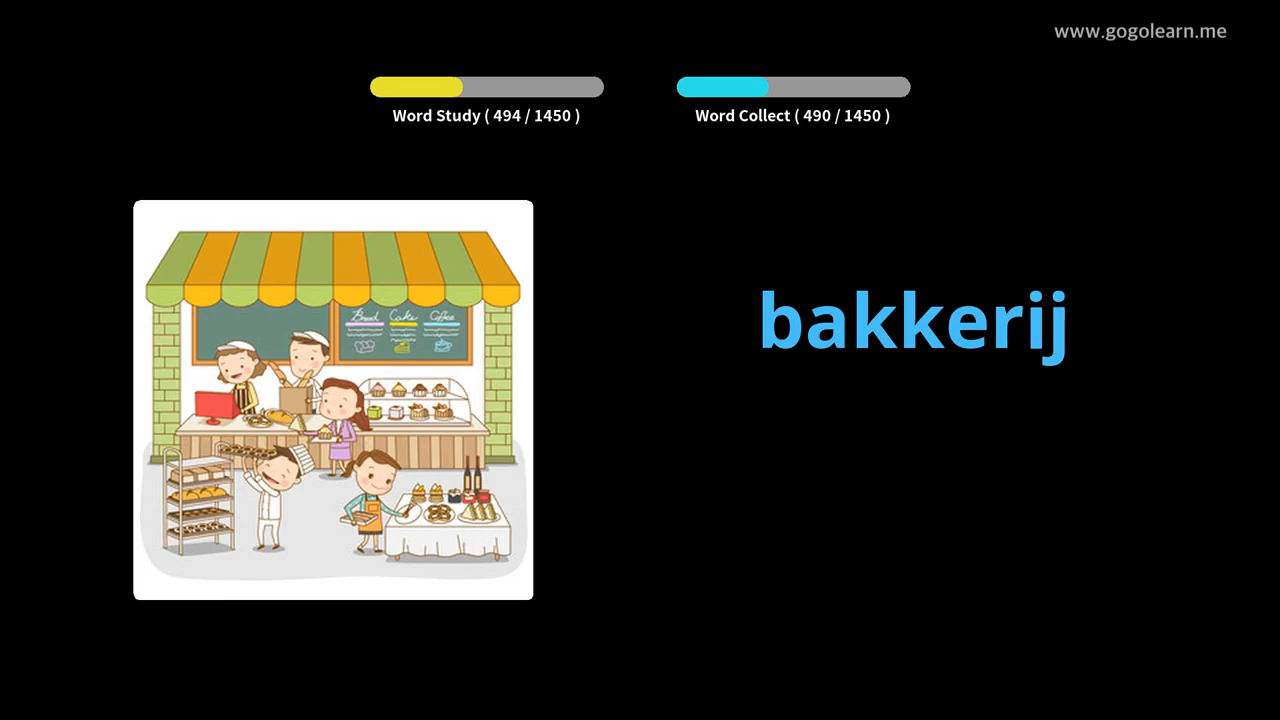 www.gogolearn.me
Word Study ( 494 / 1450 )
Word Collect ( 490 / 1450 )
bakkerij
Bread Cake Coffee